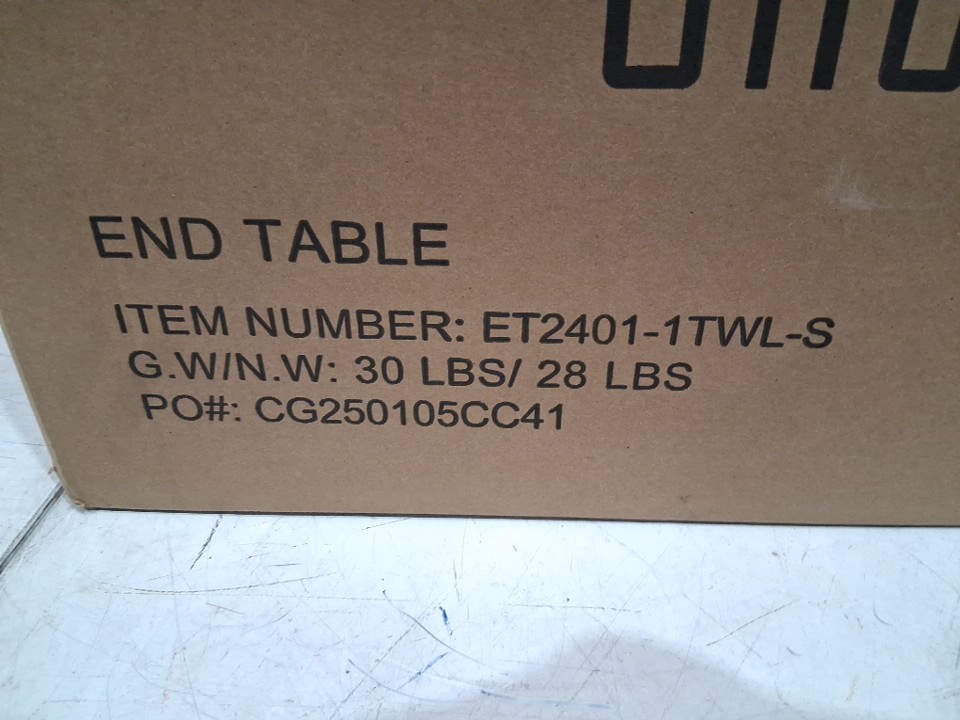 END TABLE
ITEM NUMBER: ET2401-1TWL-S
G.W/N.W: 30 LBS/ 28 LBS
PO#: CG250105CC41